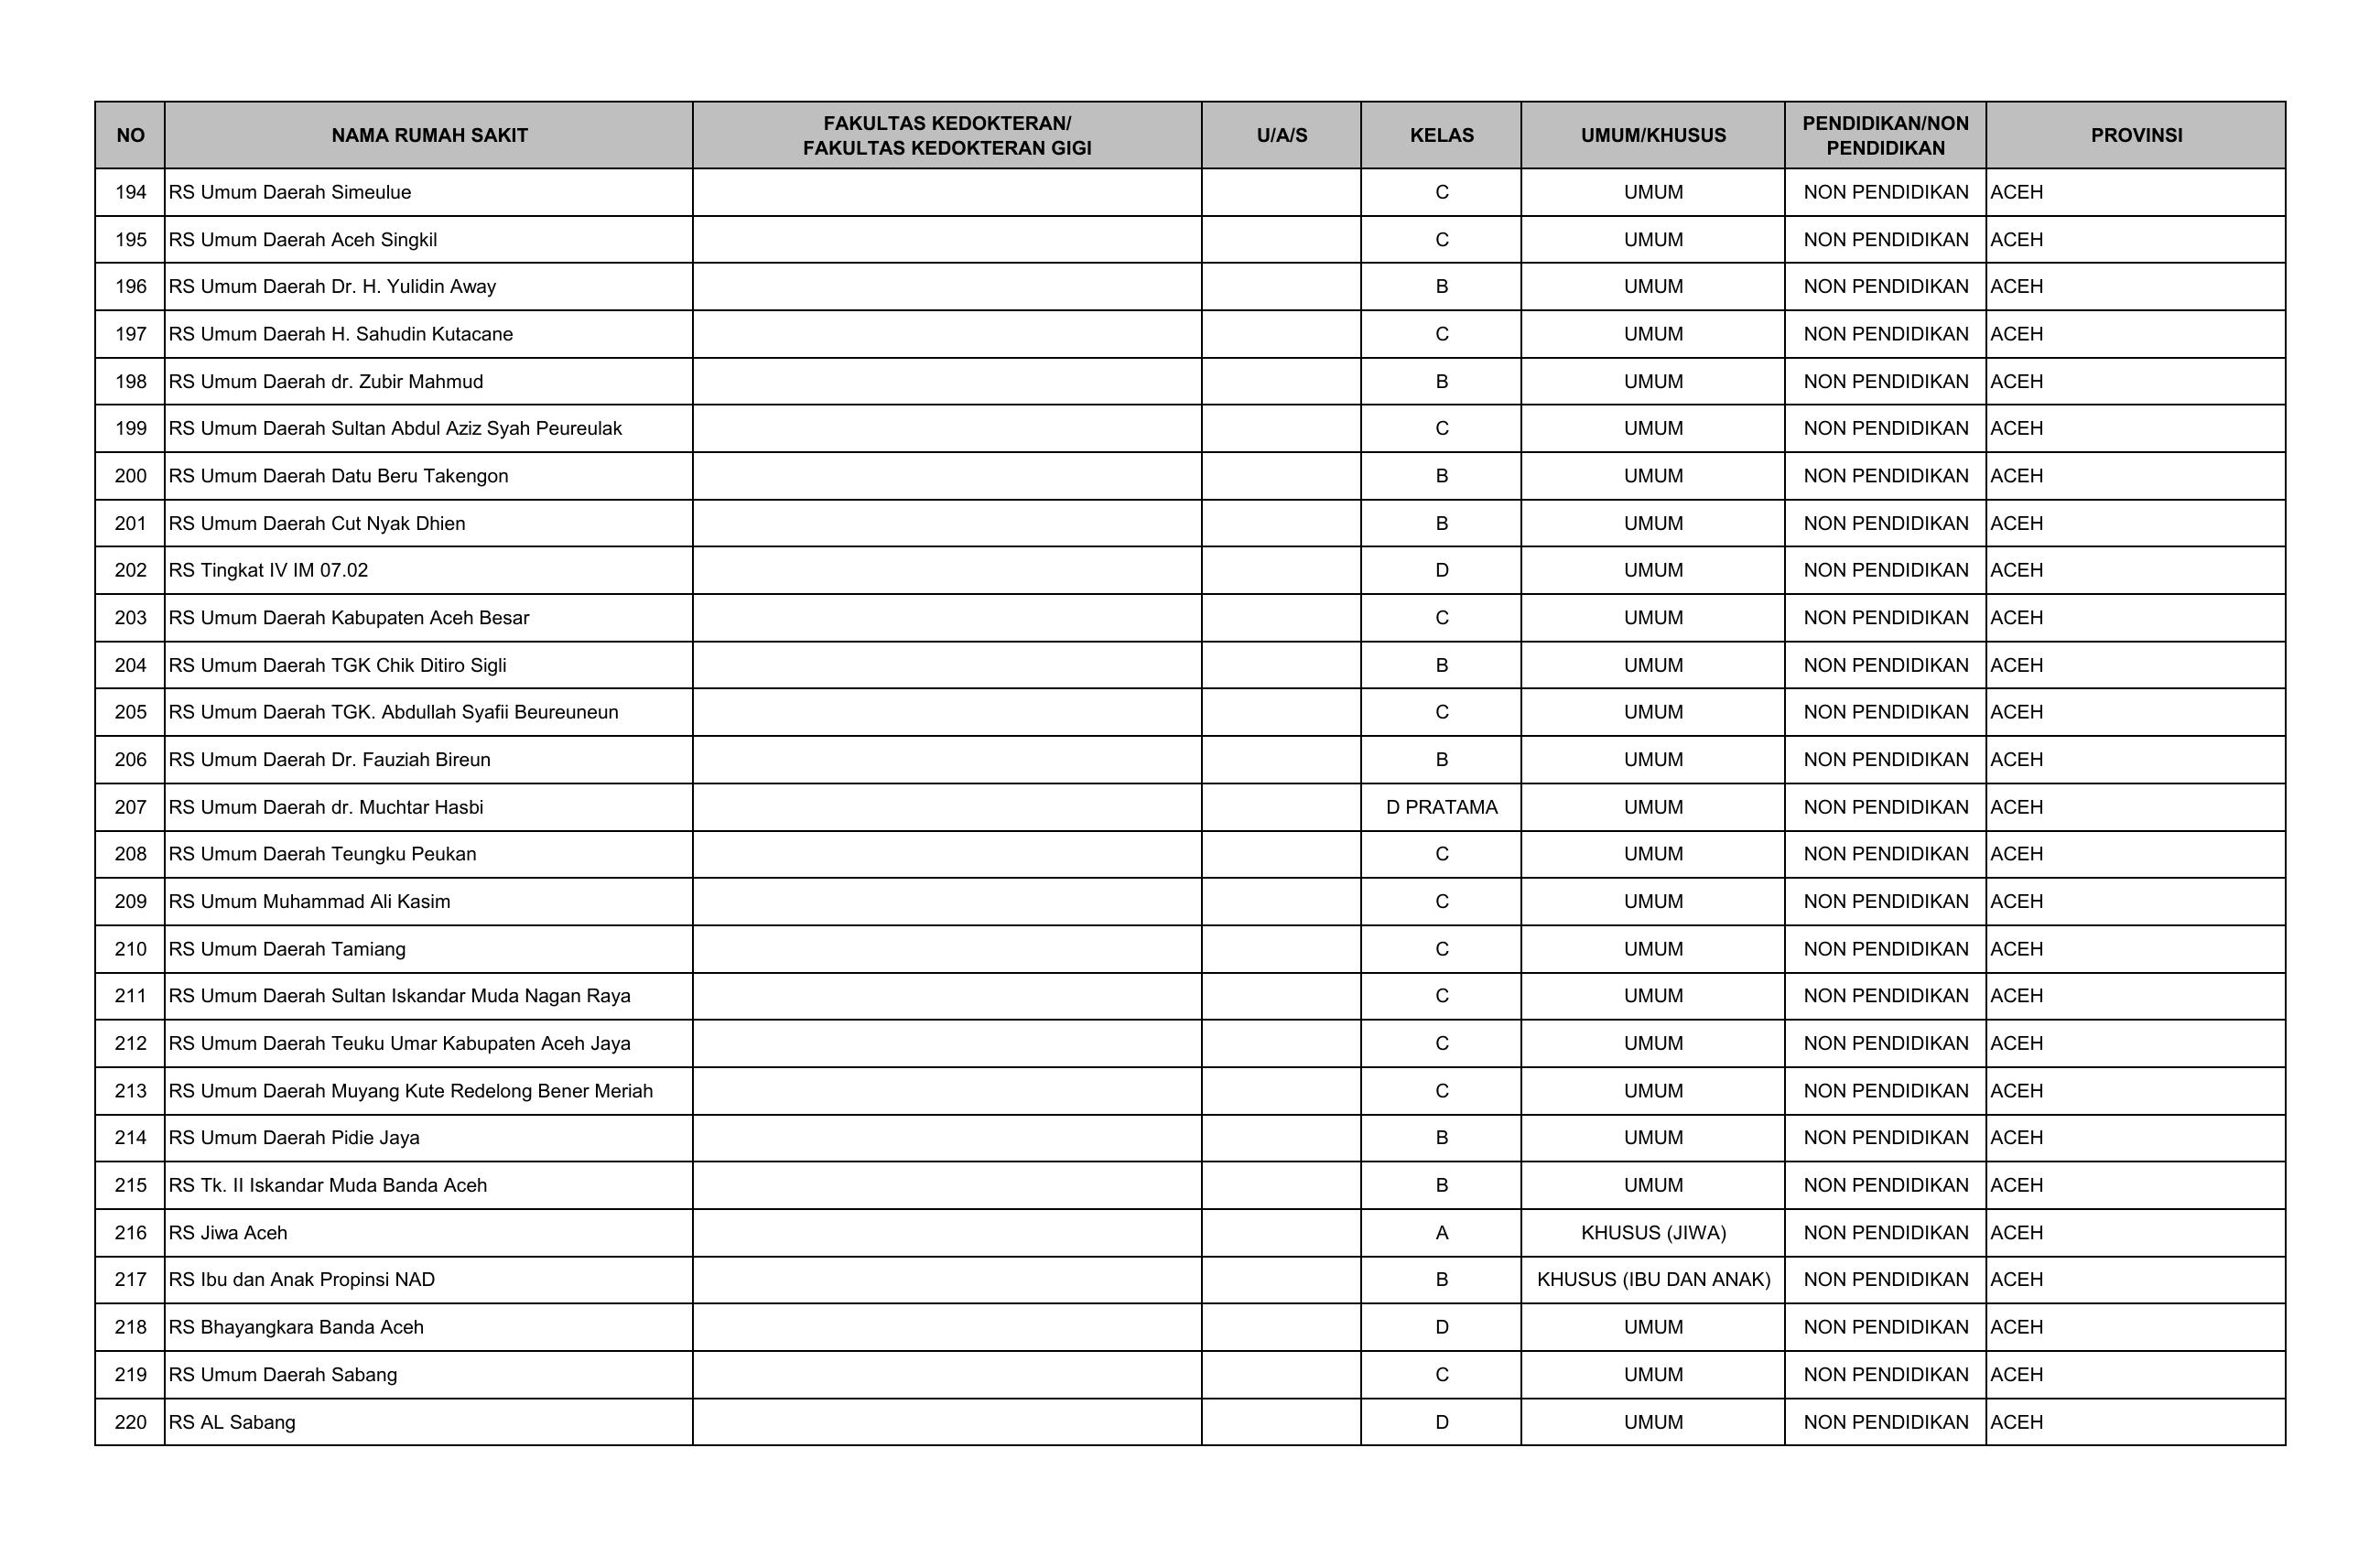 NO NAMA RUMAH SAKIT FAKULTAS KEDOKTERAN/ FAKULTAS KEDOKTERAN GIGI U/A/S KELAS UMUM/KHUSUS PENDIDIKAN/NON PENDIDIKAN PROVINSI
194 RS Umum Daerah Simeulue C UMUM NON PENDIDIKAN ACEH
195 RS Umum Daerah Aceh Singkil C UMUM NON PENDIDIKAN ACEH
196 RS Umum Daerah Dr. H. Yulidin Away B UMUM NON PENDIDIKAN ACEH
197 RS Umum Daerah H. Sahudin Kutacane C UMUM NON PENDIDIKAN ACEH
198 RS Umum Daerah dr. Zubir Mahmud B UMUM NON PENDIDIKAN ACEH
199 RS Umum Daerah Sultan Abdul Aziz Syah Peureulak C UMUM NON PENDIDIKAN ACEH
200 RS Umum Daerah Datu Beru Takengon B UMUM NON PENDIDIKAN ACEH
201 RS Umum Daerah Cut Nyak Dhien B UMUM NON PENDIDIKAN ACEH
202 RS Tingkat IV IM 07.02 D UMUM NON PENDIDIKAN ACEH
203 RS Umum Daerah Kabupaten Aceh Besar C UMUM NON PENDIDIKAN ACEH
204 RS Umum Daerah TGK Chik Ditiro Sigli B UMUM NON PENDIDIKAN ACEH
205 RS Umum Daerah TGK. Abdullah Syafii Beureuneun C UMUM NON PENDIDIKAN ACEH
206 RS Umum Daerah Dr. Fauziah Bireun B UMUM NON PENDIDIKAN ACEH
207 RS Umum Daerah dr. Muchtar Hasbi D PRATAMA UMUM NON PENDIDIKAN ACEH
208 RS Umum Daerah Teungku Peukan C UMUM NON PENDIDIKAN ACEH
209 RS Umum Muhammad Ali Kasim C UMUM NON PENDIDIKAN ACEH
210 RS Umum Daerah Tamiang C UMUM NON PENDIDIKAN ACEH
211 RS Umum Daerah Sultan Iskandar Muda Nagan Raya C UMUM NON PENDIDIKAN ACEH
212 RS Umum Daerah Teuku Umar Kabupaten Aceh Jaya C UMUM NON PENDIDIKAN ACEH
213 RS Umum Daerah Muyang Kute Redelong Bener Meriah C UMUM NON PENDIDIKAN ACEH
214 RS Umum Daerah Pidie Jaya B UMUM NON PENDIDIKAN ACEH
215 RS Tk. II Iskandar Muda Banda Aceh B UMUM NON PENDIDIKAN ACEH
216 RS Jiwa Aceh A KHUSUS (JIWA) NON PENDIDIKAN ACEH
217 RS Ibu dan Anak Propinsi NAD B KHUSUS (IBU DAN ANAK) NON PENDIDIKAN ACEH
218 RS Bhayangkara Banda Aceh D UMUM NON PENDIDIKAN ACEH
219 RS Umum Daerah Sabang C UMUM NON PENDIDIKAN ACEH
220 RS AL Sabang D UMUM NON PENDIDIKAN ACEH